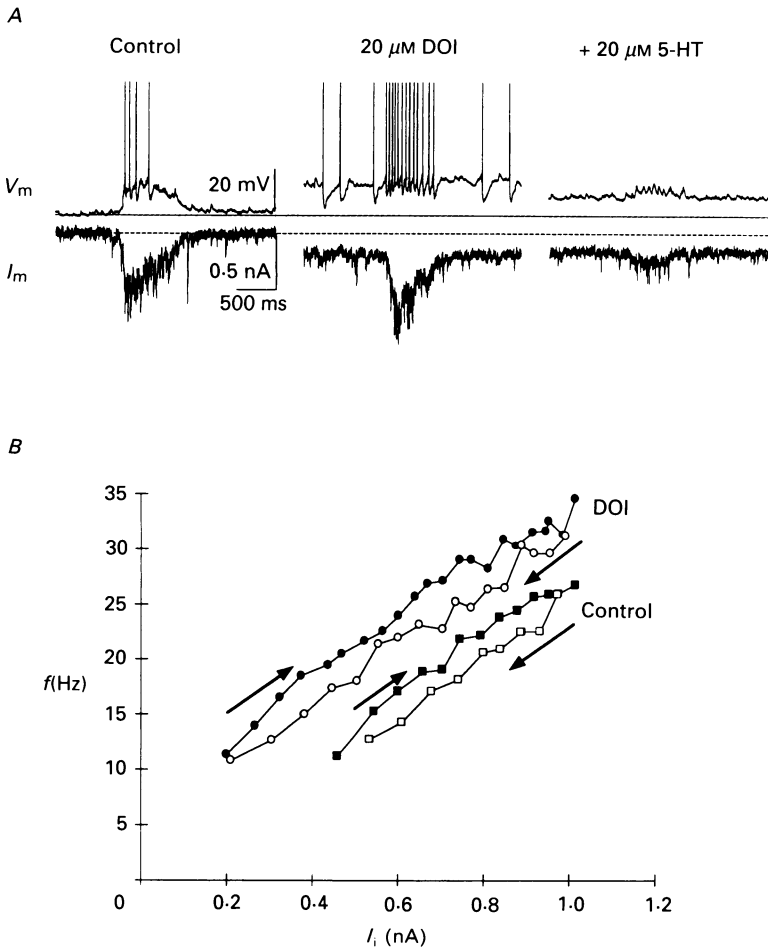 A
Control
20 μM DOI
+ 20 μM 5-HT
Vm
20 mV
Im
0·5 nA
500 ms
B
35
DOI
30
25
Control
20
f(Hz)
15
10
5
0
0·2
0·4
0·6
0·8
1·0
1·2
Ii (nA)